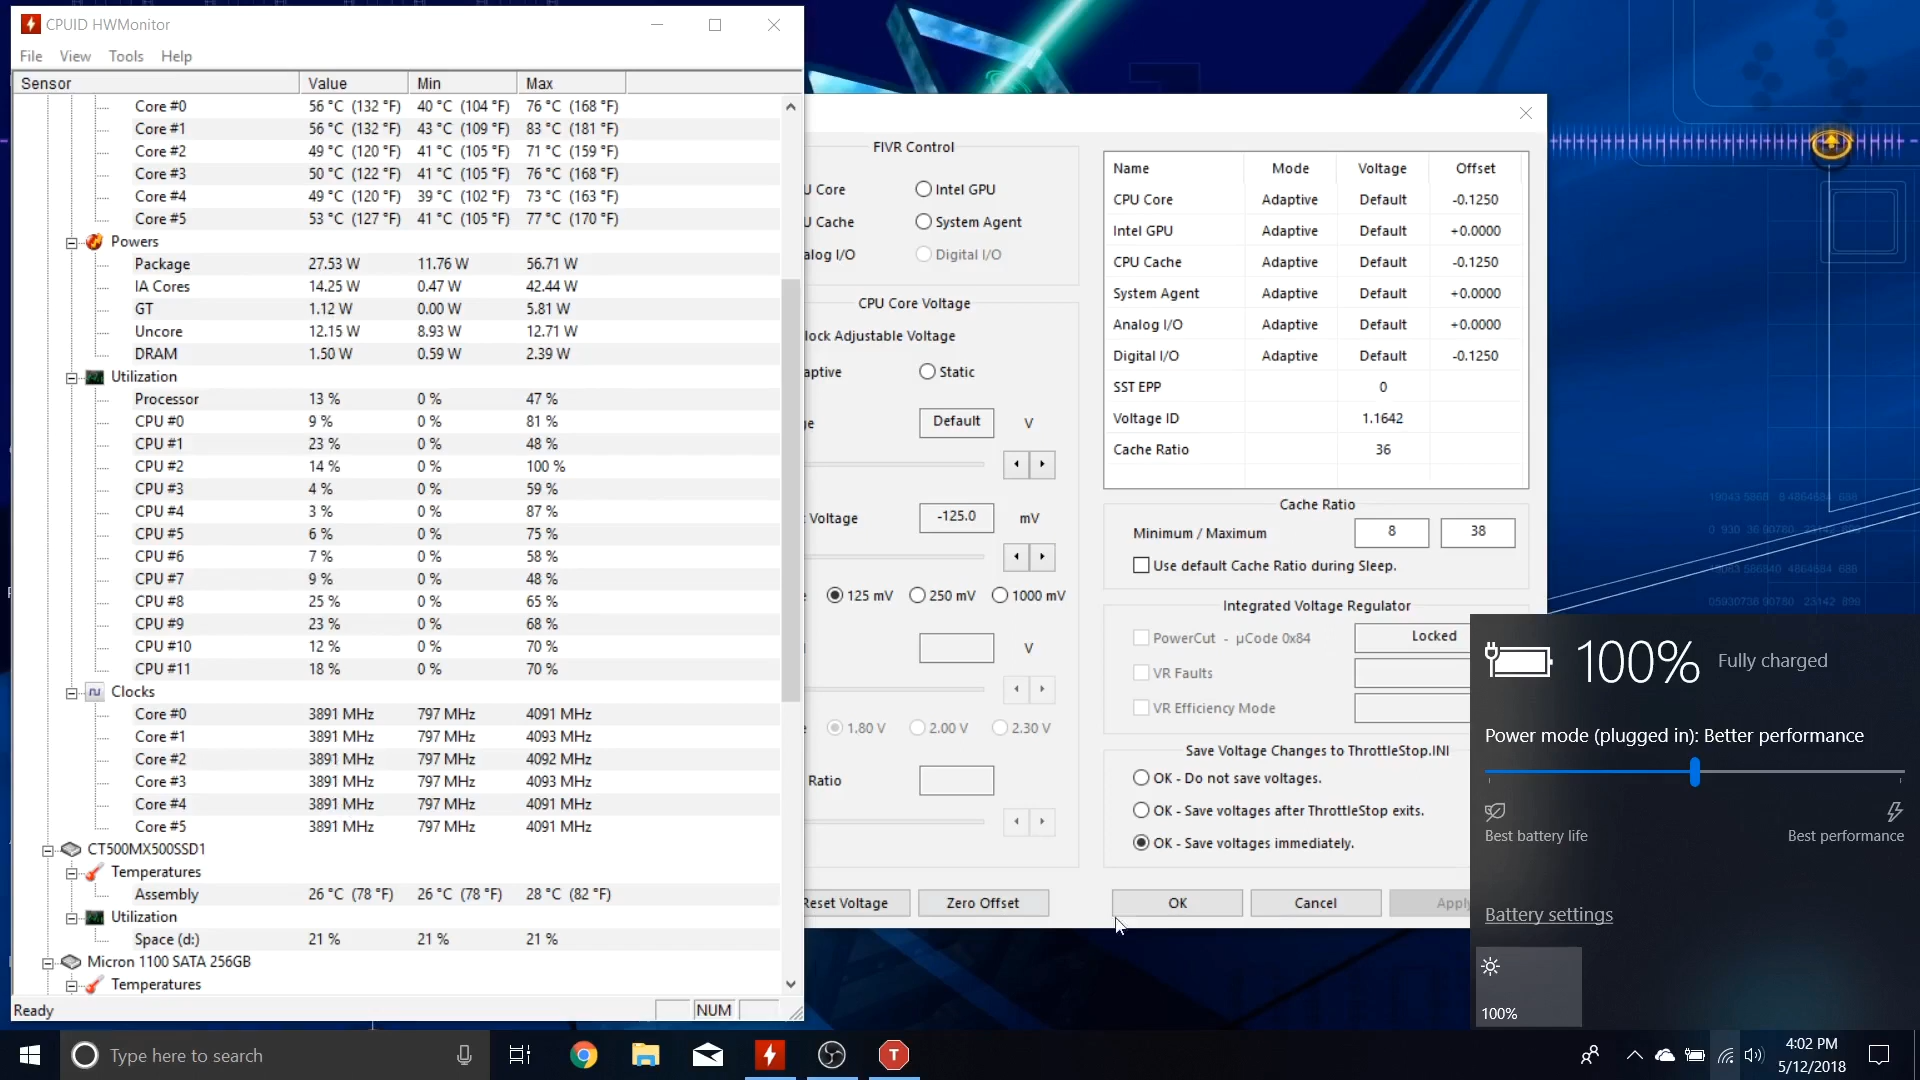 CPUID HWMonitor
File View Tools Help
Sensor Value Min Max
Core #0 56 °C (132 °F) 40 °C (104 °F) 76 °C (168 °F)
Core #1 56 °C (132 °F) 43 °C (109 °F) 83 °C (181 °F)
Core #2 49 °C (120 °F) 41 °C (105 °F) 71 °C (159 °F)
Core #3 50 °C (122 °F) 41 °C (105 °F) 76 °C (168 °F)
Core #4 49 °C (120 °F) 39 °C (102 °F) 73 °C (163 °F)
Core #5 53 °C (127 °F) 41 °C (105 °F) 77 °C (170 °F)
Powers
Package 27.53 W 11.76 W 56.71 W
IA Cores 14.25 W 0.47 W 42.44 W
GT 1.12 W 0.00 W 5.81 W
Uncore 12.15 W 8.93 W 12.71 W
DRAM 1.50 W 0.59 W 2.39 W
Utilization
Processor 13 % 0 % 47 %
CPU #0 9 % 0 % 81 %
CPU #1 23 % 0 % 48 %
CPU #2 14 % 0 % 100 %
CPU #3 4 % 0 % 59 %
CPU #4 3 % 0 % 87 %
CPU #5 6 % 0 % 75 %
CPU #6 7 % 0 % 58 %
CPU #7 9 % 0 % 48 %
CPU #8 25 % 0 % 65 %
CPU #9 23 % 0 % 68 %
CPU #10 12 % 0 % 70 %
CPU #11 18 % 0 % 70 %
Clocks
Core #0 3891 MHz 797 MHz 4091 MHz
Core #1 3891 MHz 797 MHz 4093 MHz
Core #2 3891 MHz 797 MHz 4092 MHz
Core #3 3891 MHz 797 MHz 4093 MHz
Core #4 3891 MHz 797 MHz 4091 MHz
Core #5 3891 MHz 797 MHz 4091 MHz
CT500MX500SSD1
Temperatures
Assembly 26 °C (78 °F) 26 °C (78 °F) 28 °C (82 °F)
Utilization
Space (d:) 21 % 21 % 21 %
Micron 1100 SATA 256GB
Temperatures
Ready NUM
FIVR Control
U Core Intel GPU
U Cache System Agent
alog I/O Digital I/O
CPU Core Voltage
lock Adjustable Voltage
aptive Static
ge Default V
Voltage -125.0 mV
125 mV 250 mV 1000 mV
V
1.80 V 2.00 V 2.30 V
Ratio
Reset Voltage Zero Offset
Name Mode Voltage Offset
CPU Core Adaptive Default -0.1250
Intel GPU Adaptive Default +0.0000
CPU Cache Adaptive Default -0.1250
System Agent Adaptive Default +0.0000
Analog I/O Adaptive Default +0.0000
Digital I/O Adaptive Default -0.1250
SST EPP 0
Voltage ID 1.1642
Cache Ratio 36
Cache Ratio
Minimum / Maximum 8 38
Use default Cache Ratio during Sleep.
Integrated Voltage Regulator
PowerCut - µCode 0x84 Locked
VR Faults
VR Efficiency Mode
Save Voltage Changes to ThrottleStop.INI
OK - Do not save voltages.
OK - Save voltages after ThrottleStop exits.
OK - Save voltages immediately.
OK Cancel Apply
100% Fully charged
Power mode (plugged in): Better performance
Best battery life Best performance
Battery settings
100%
Type here to search
T
4:02 PM
5/12/2018